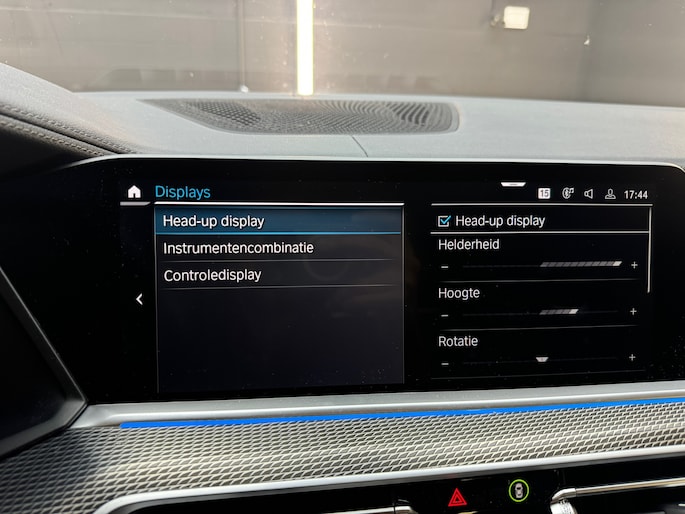 Displays
15
17:44
Head-up display
Instrumentencombinatie
Controledisplay
Head-up display
Helderheid
Hoogte
Rotatie